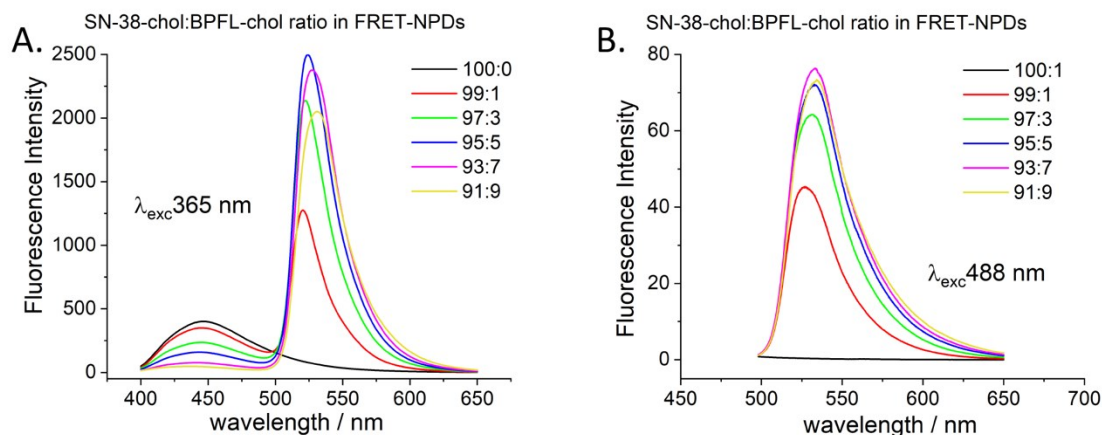 SN-38-chol:BPFL-chol ratio in FRET-NPDs
A.
2500
2000
1500
1000
500
0
Fluorescence Intensity
100:0
99:1
97:3
95:5
93:7
91:9
λexc365 nm
400 450 500 550 600 650
wavelength / nm
SN-38-chol:BPFL-chol ratio in FRET-NPDs
B.
80
60
40
20
0
Fluorescence Intensity
100:1
99:1
97:3
95:5
93:7
91:9
λexc488 nm
450 500 550 600 650 700
wavelength / nm